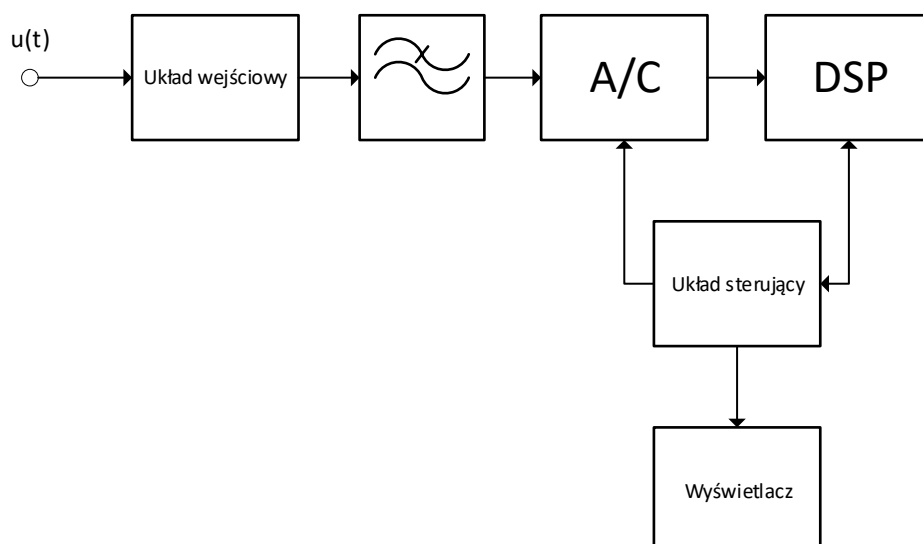 u(t)
Układ wejściowy
A/C
DSP
Układ sterujący
Wyświetlacz